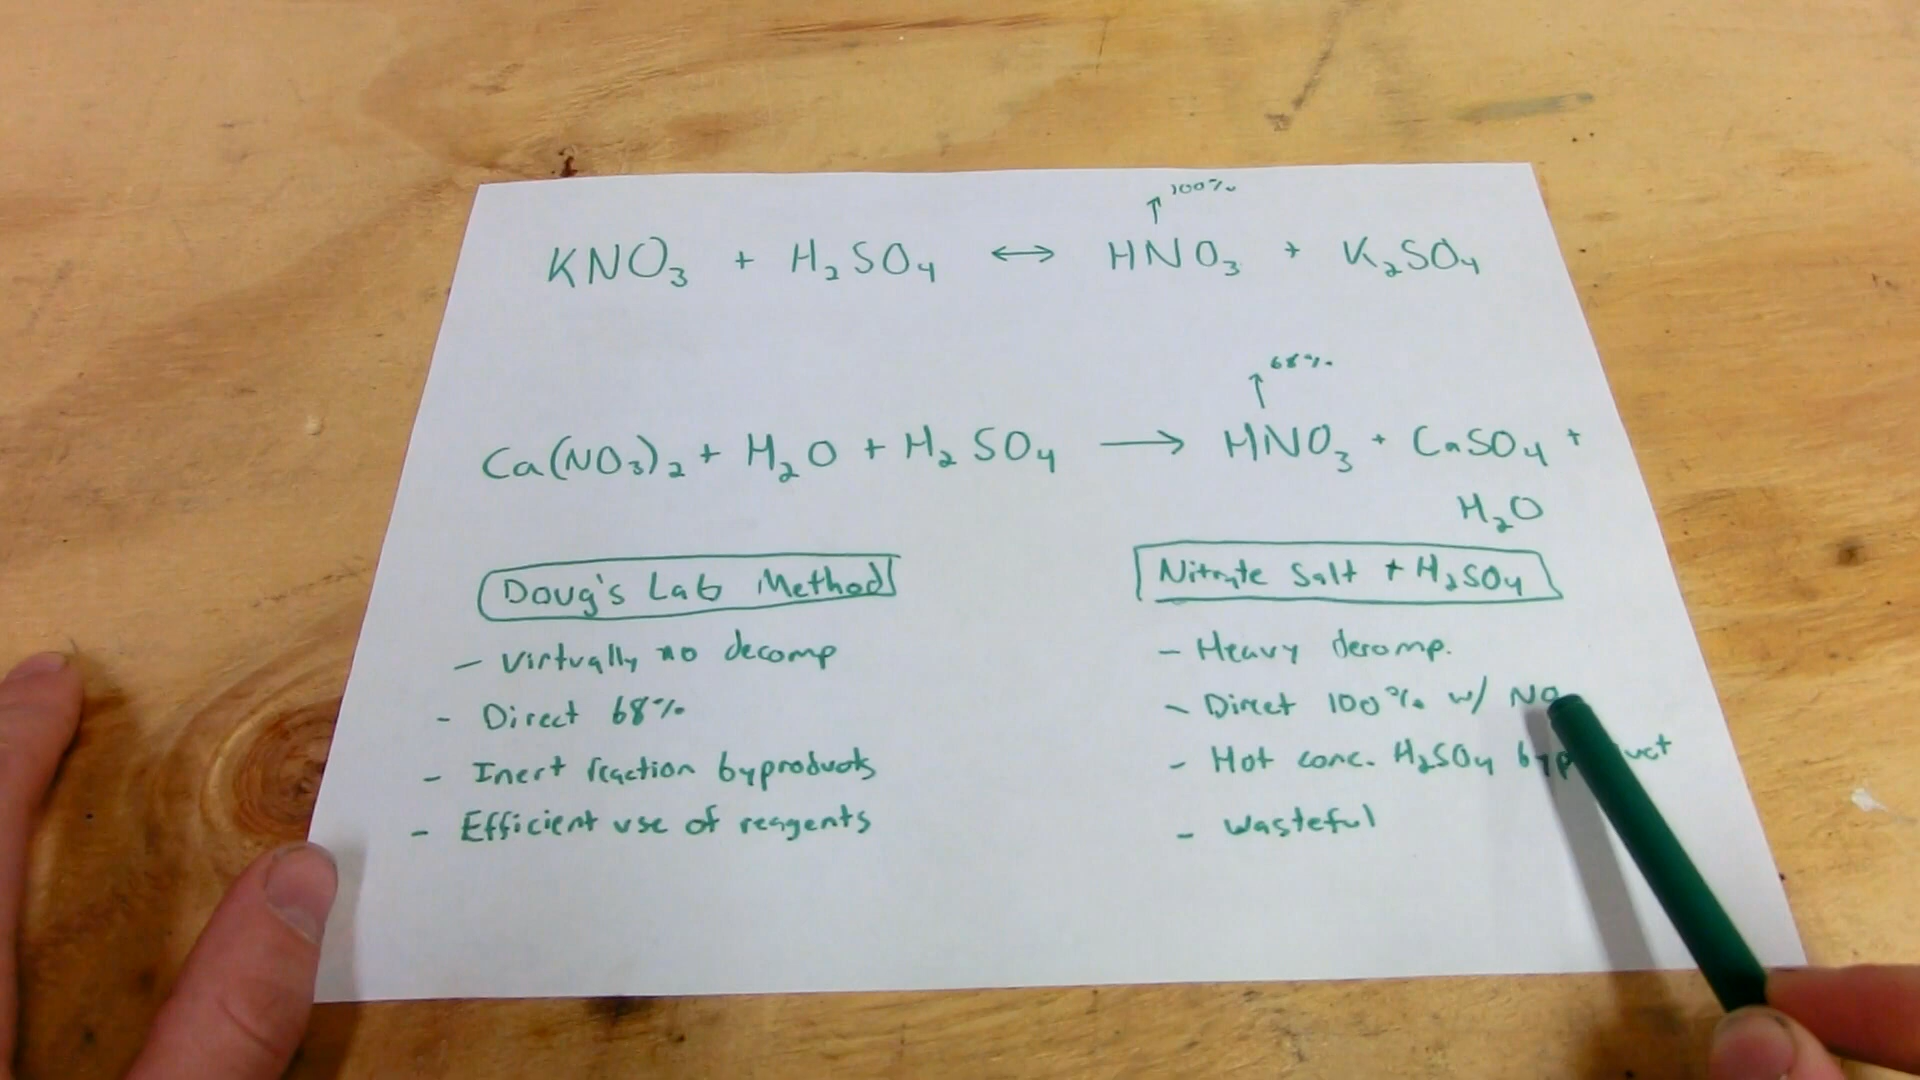 100%
KNO₃ + H₂SO₄ ↔ HNO₃ + K₂SO₄
68%
Ca(NO₃)₂ + H₂O + H₂SO₄ → HNO₃ + CaSO₄ +
H₂O
Doug's Lab Method
- Virtually no decomp
- Direct 68%
- Inert reaction byproducts
- Efficient use of reagents
Nitrate Salt + H₂SO₄
- Heavy decomp.
- Direct 100% w/
- Hot conc. H₂SO₄
- Wasteful